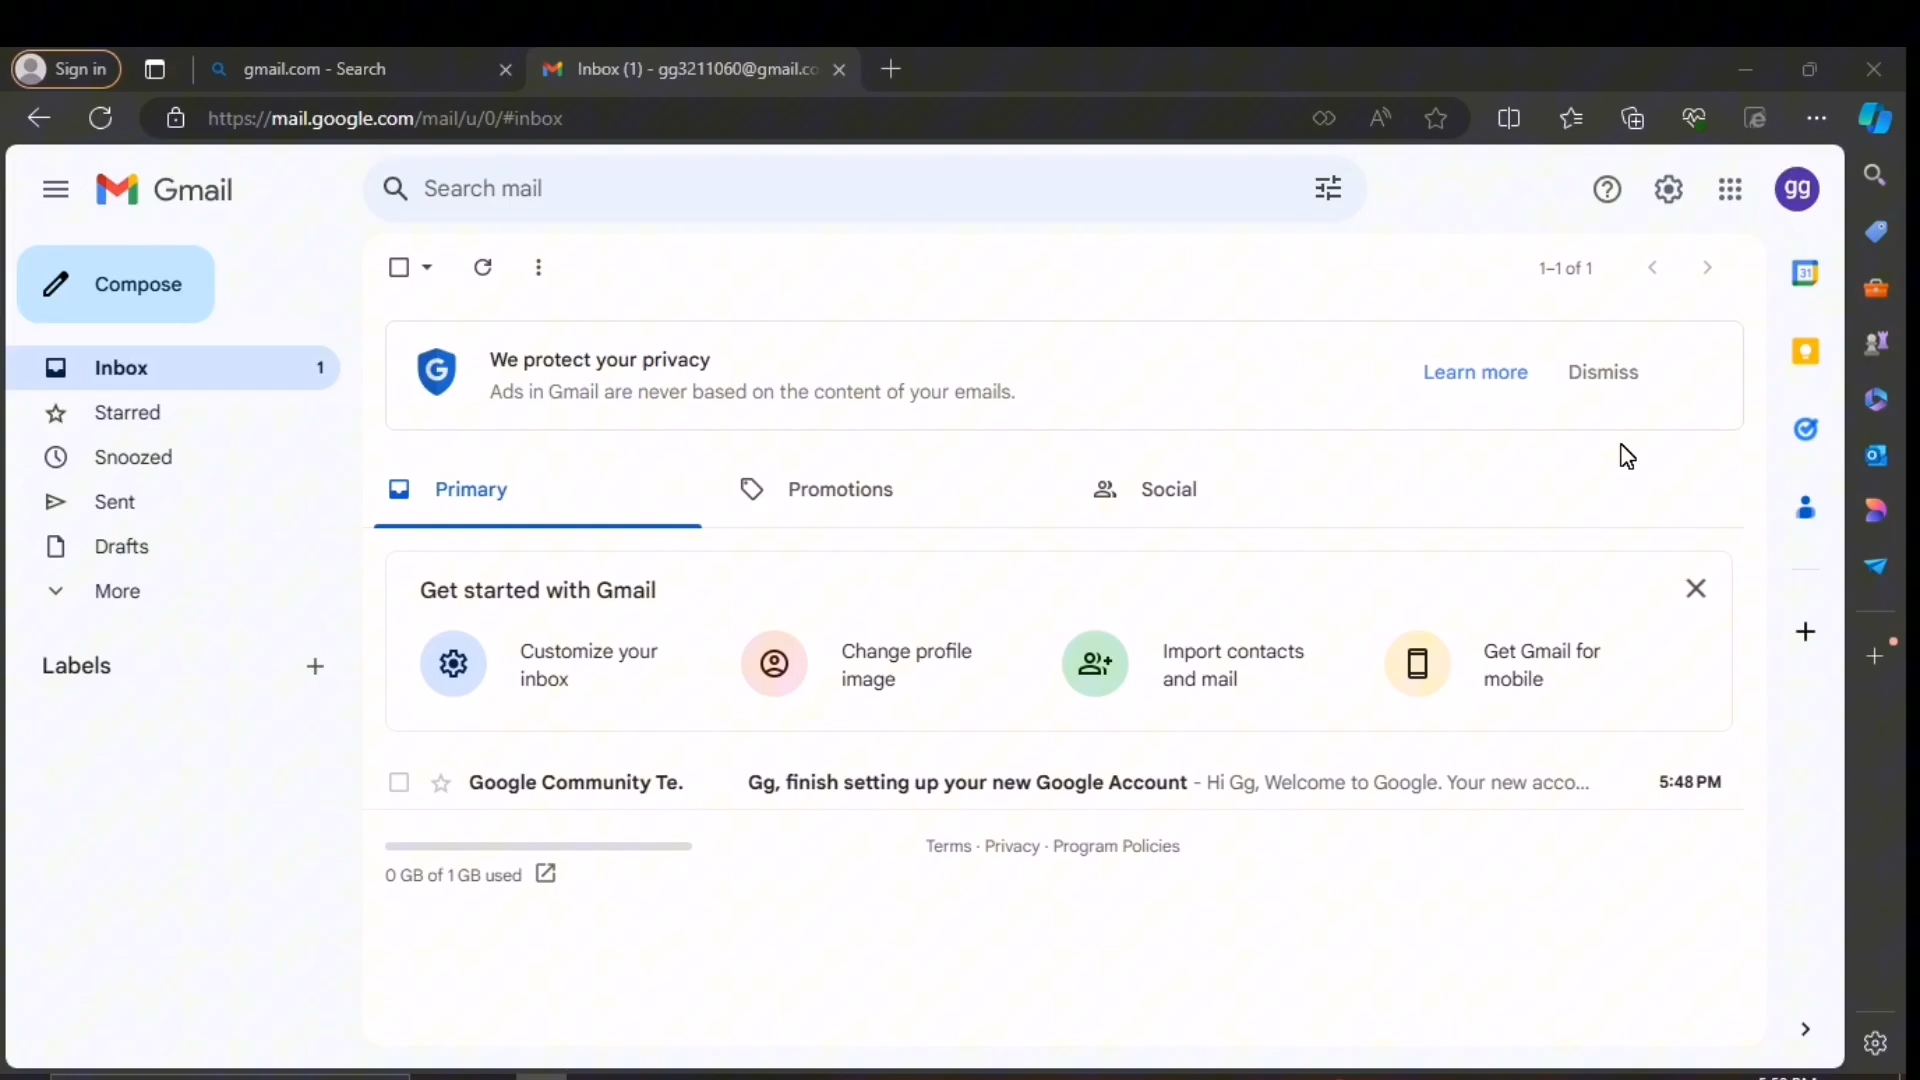 Sign in
gmail.com - Search
Inbox (1) - gg3211060@gmail.co
https://mail.google.com/mail/u/0/#inbox
Gmail
Search mail
gg
Compose
1–1 of 1
31
We protect your privacy
Ads in Gmail are never based on the content of your emails.
Learn more
Dismiss
Inbox 1
Starred
Snoozed
Sent
Drafts
More
Labels
Primary
Promotions
Social
Get started with Gmail
Customize your
inbox
Change profile
image
Import contacts
and mail
Get Gmail for
mobile
Google Community Te.
Gg, finish setting up your new Google Account - Hi Gg, Welcome to Google. Your new acco...
5:48 PM
Terms · Privacy · Program Policies
0 GB of 1 GB used